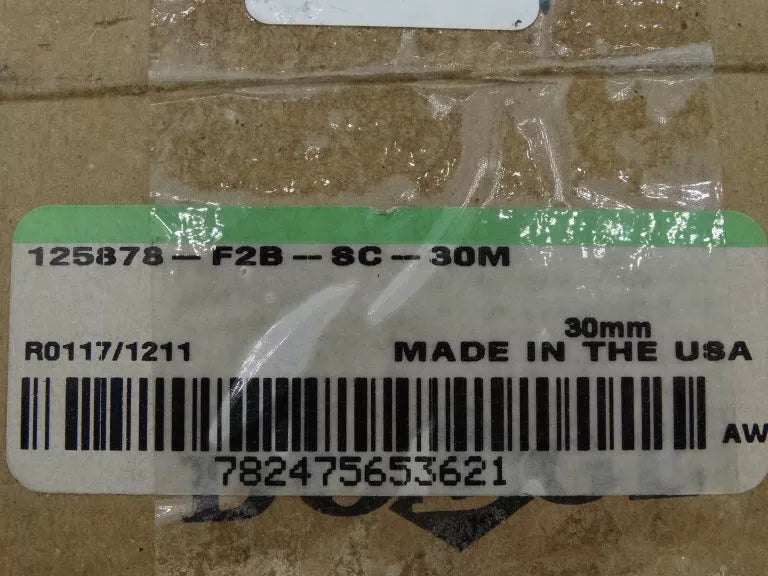 125878-F2B-SC-30M
30mm
R0117/1211 MADE IN THE USA
AW
782475653621